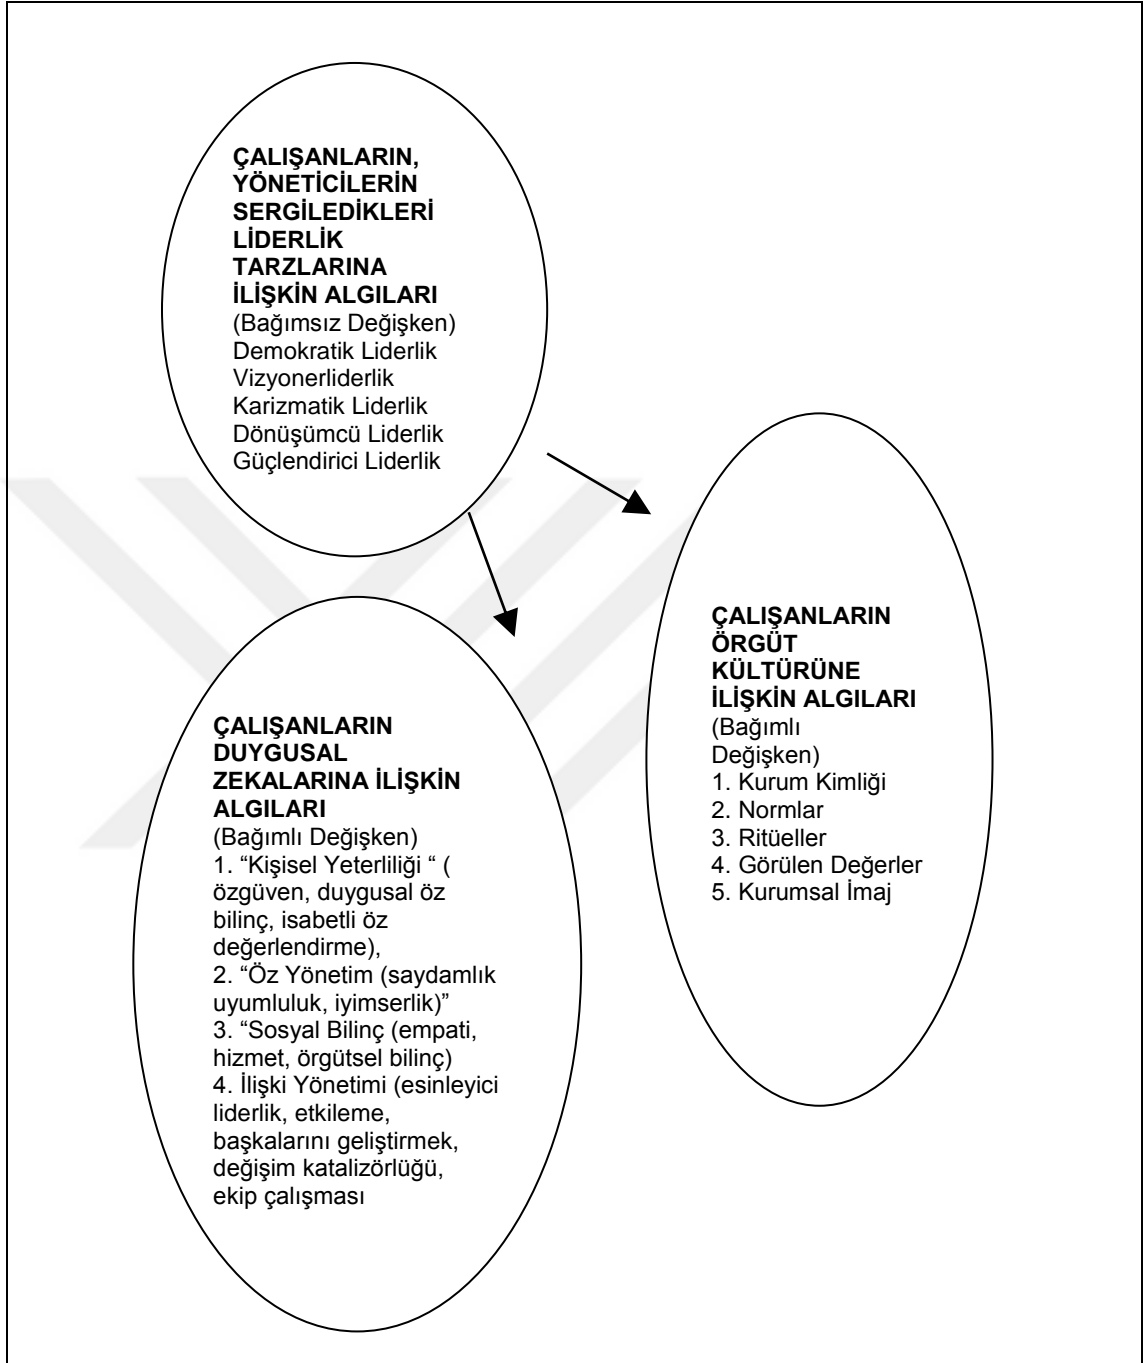 ÇALIŞANLARIN,
YÖNETİCİLERİN
SERGİLEDİKLERİ
LİDERLİK
TARZLARINA
İLİŞKİN ALGILARI
(Bağımsız Değişken)
Demokratik Liderlik
Vizyonerliderlik
Karizmatik Liderlik
Dönüşümcü Liderlik
Güçlendirici Liderlik
ÇALIŞANLARIN
DUYGUSAL
ZEKALARINA İLİŞKİN
ALGILARI
(Bağımlı Değişken)
1. “Kişisel Yeterliliği “ (
özgüven, duygusal öz
bilinç, isabetli öz
değerlendirme),
2. “Öz Yönetim (saydamlık
uyumluluk, iyimserlik)”
3. “Sosyal Bilinç (empati,
hizmet, örgütsel bilinç)
4. İlişki Yönetimi (esinleyici
liderlik, etkileme,
başkalarını geliştirmek,
değişim katalizörlüğü,
ekip çalışması
ÇALIŞANLARIN
ÖRGÜT
KÜLTÜRÜNE
İLİŞKİN ALGILARI
(Bağımlı
Değişken)
1. Kurum Kimliği
2. Normlar
3. Ritüeller
4. Görülen Değerler
5. Kurumsal İmaj